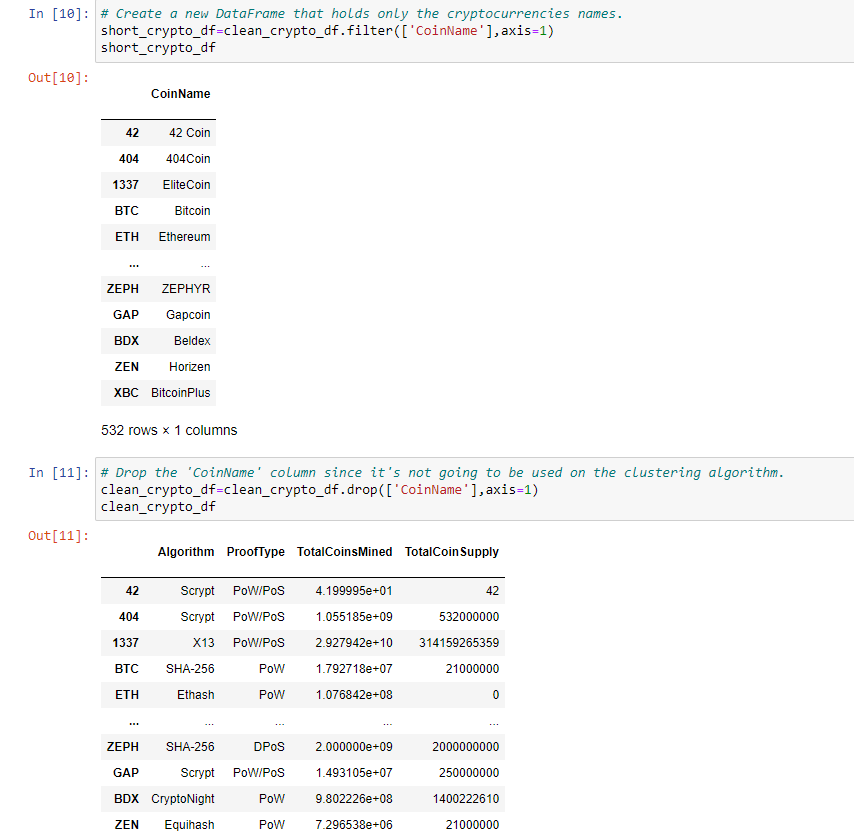 In [10]: # Create a new DataFrame that holds only the cryptocurrencies names.
short_crypto_df=clean_crypto_df.filter(['CoinName'],axis=1)
short_crypto_df
Out[10]:
CoinName
42 42 Coin
404 404Coin
1337 EliteCoin
BTC Bitcoin
ETH Ethereum
... ...
ZEPH ZEPHYR
GAP Gapcoin
BDX Beldex
ZEN Horizen
XBC BitcoinPlus
532 rows × 1 columns
In [11]: # Drop the 'CoinName' column since it's not going to be used on the clustering algorithm.
clean_crypto_df=clean_crypto_df.drop(['CoinName'],axis=1)
clean_crypto_df
Out[11]:
Algorithm ProofType TotalCoinsMined TotalCoinSupply
42 Scrypt PoW/PoS 4.199995e+01 42
404 Scrypt PoW/PoS 1.055185e+09 532000000
1337 X13 PoW/PoS 2.927942e+10 314159265359
BTC SHA-256 PoW 1.792718e+07 21000000
ETH Ethash PoW 1.076842e+08 0
... ... ... ... ...
ZEPH SHA-256 DPoS 2.000000e+09 2000000000
GAP Scrypt PoW/PoS 1.493105e+07 250000000
BDX CryptoNight PoW 9.802226e+08 1400222610
ZEN Equihash PoW 7.296538e+06 21000000